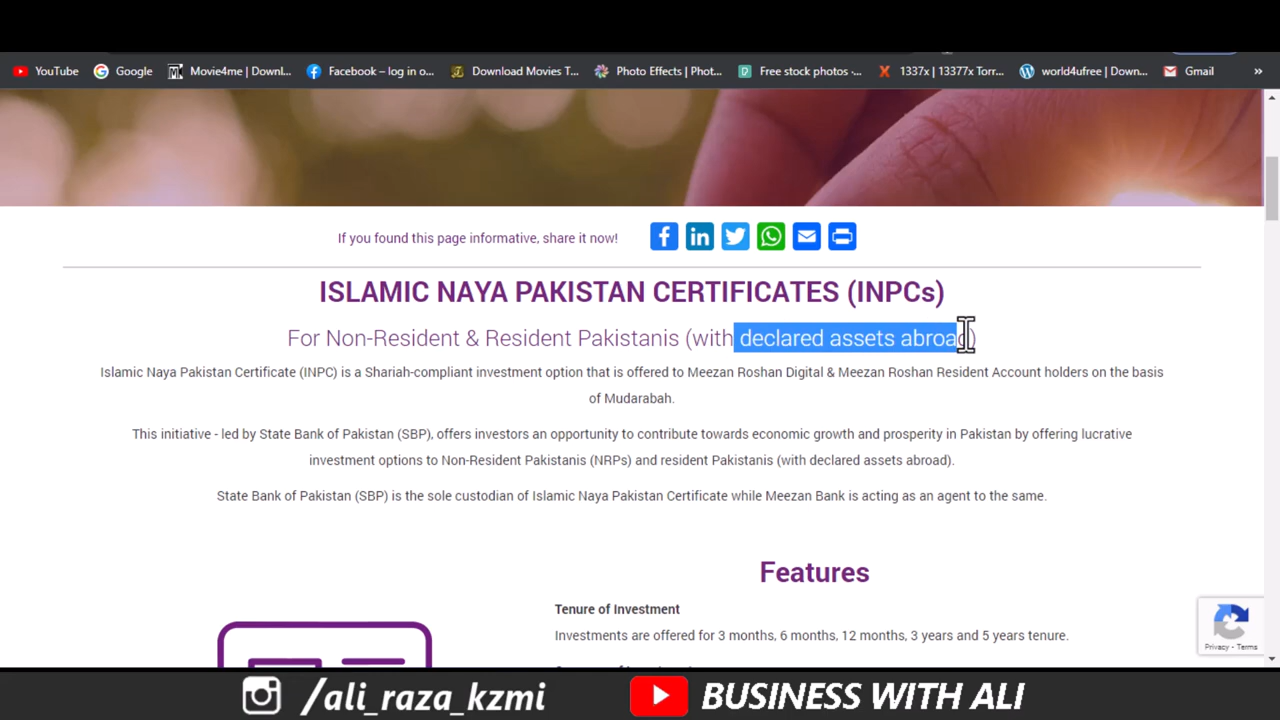 YouTube Google Movie4me | Downl... Facebook – log in o... Download Movies T... Photo Effects | Phot... Free stock photos ·... 1337x | 13377x Torr... world4ufree | Down... Gmail »
If you found this page informative, share it now!
ISLAMIC NAYA PAKISTAN CERTIFICATES (INPCs)
For Non-Resident & Resident Pakistanis (with declared assets abroad)
Islamic Naya Pakistan Certificate (INPC) is a Shariah-compliant investment option that is offered to Meezan Roshan Digital & Meezan Roshan Resident Account holders on the basis
of Mudarabah.
This initiative - led by State Bank of Pakistan (SBP), offers investors an opportunity to contribute towards economic growth and prosperity in Pakistan by offering lucrative
investment options to Non-Resident Pakistanis (NRPs) and resident Pakistanis (with declared assets abroad).
State Bank of Pakistan (SBP) is the sole custodian of Islamic Naya Pakistan Certificate while Meezan Bank is acting as an agent to the same.
Features
Tenure of Investment
Investments are offered for 3 months, 6 months, 12 months, 3 years and 5 years tenure.
Privacy - Terms
/ali_raza_kzmi BUSINESS WITH ALI